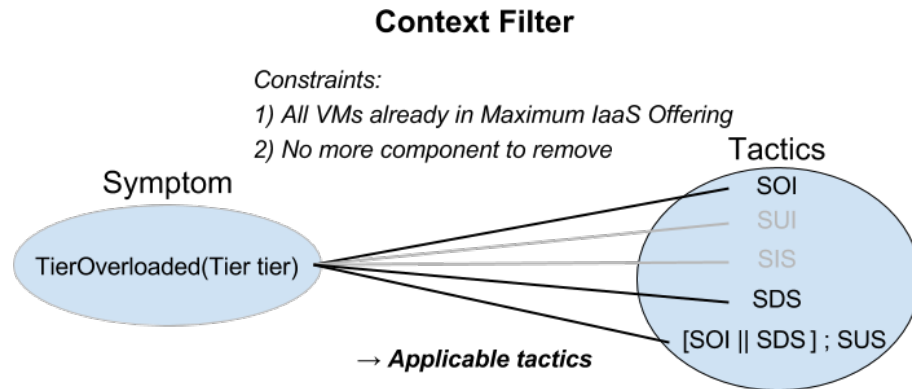 Context Filter
Constraints:
1) All VMs already in Maximum IaaS Offering
2) No more component to remove
Tactics
Symptom
SOI
SUI
TierOverloaded(Tier tier)
SIS
SDS
[SOI || SDS ] ; SUS
→ Applicable tactics